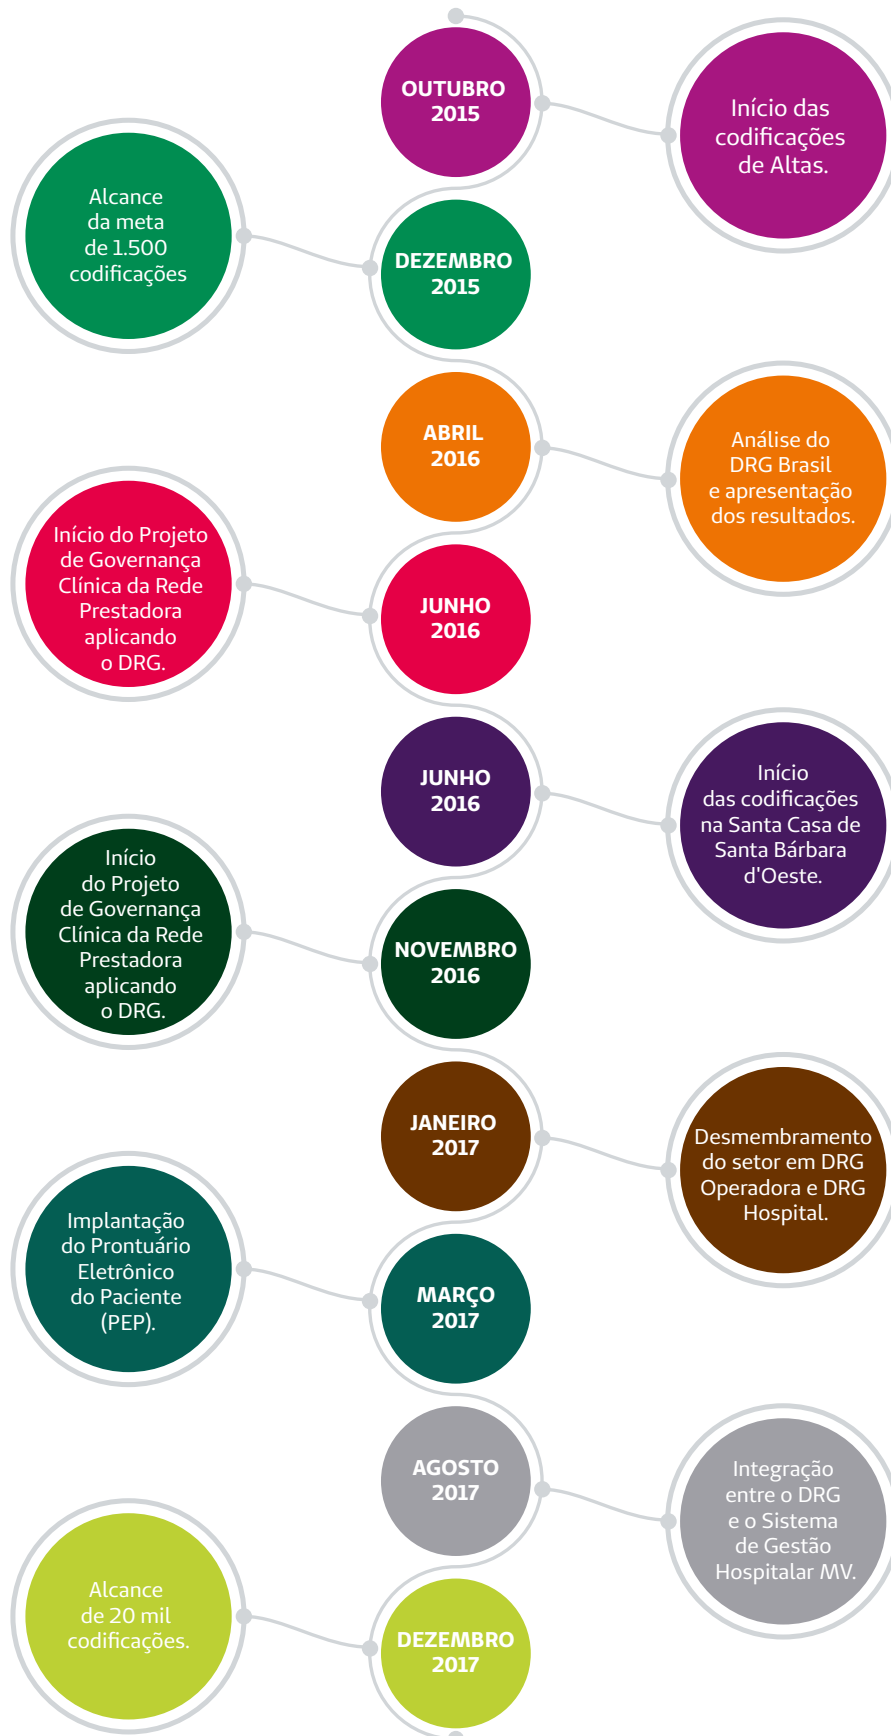 OUTUBRO
2015
Início das
codificações
de Altas.
Alcance
da meta
de 1.500
codificações
DEZEMBRO
2015
ABRIL
2016
Análise do
DRG Brasil
e apresentação
dos resultados.
Início do Projeto
de Governança
Clínica da Rede
Prestadora
aplicando
o DRG.
JUNHO
2016
JUNHO
2016
Início
das codificações
na Santa Casa de
Santa Bárbara
d'Oeste.
Início
do Projeto
de Governança
Clínica da Rede
Prestadora
aplicando
o DRG.
NOVEMBRO
2016
JANEIRO
2017
Desmembramento
do setor em DRG
Operadora e DRG
Hospital.
Implantação
do Prontuário
Eletrônico
do Paciente
(PEP).
MARÇO
2017
AGOSTO
2017
Integração
entre o DRG
e o Sistema
de Gestão
Hospitalar MV.
Alcance
de 20 mil
codificações.
DEZEMBRO
2017